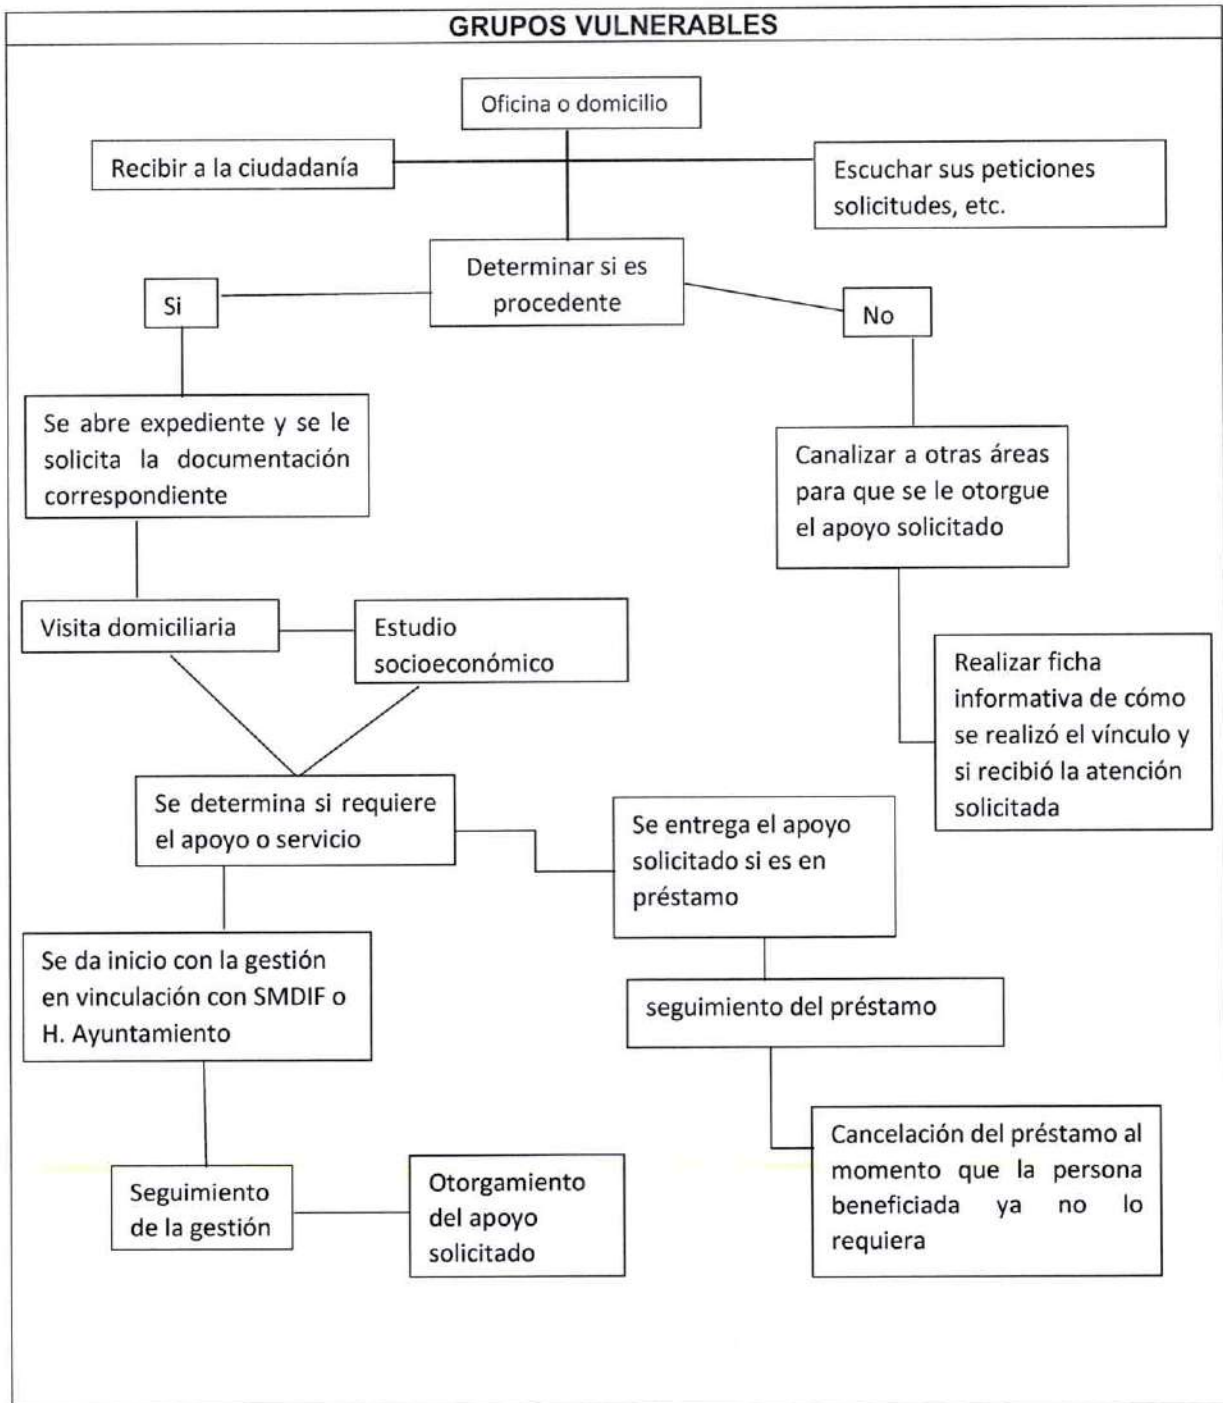 GRUPOS VULNERABLES
Oficina o domicilio
Recibir a la ciudadanía
Escuchar sus peticiones
solicitudes, etc.
Determinar si es
procedente
Si
No
Se abre expediente y se le
solicita la documentación
correspondiente
Canalizar a otras áreas
para que se le otorgue
el apoyo solicitado
Visita domiciliaria
Estudio
socioeconómico
Realizar ficha
informativa de cómo
se realizó el vínculo y
si recibió la atención
solicitada
Se determina si requiere
el apoyo o servicio
Se entrega el apoyo
solicitado si es en
préstamo
Se da inicio con la gestión
en vinculación con SMDIF o
H. Ayuntamiento
seguimiento del préstamo
Seguimiento
de la gestión
Otorgamiento
del apoyo
solicitado
Cancelación del préstamo al
momento que la persona
beneficiada ya no lo
requiera